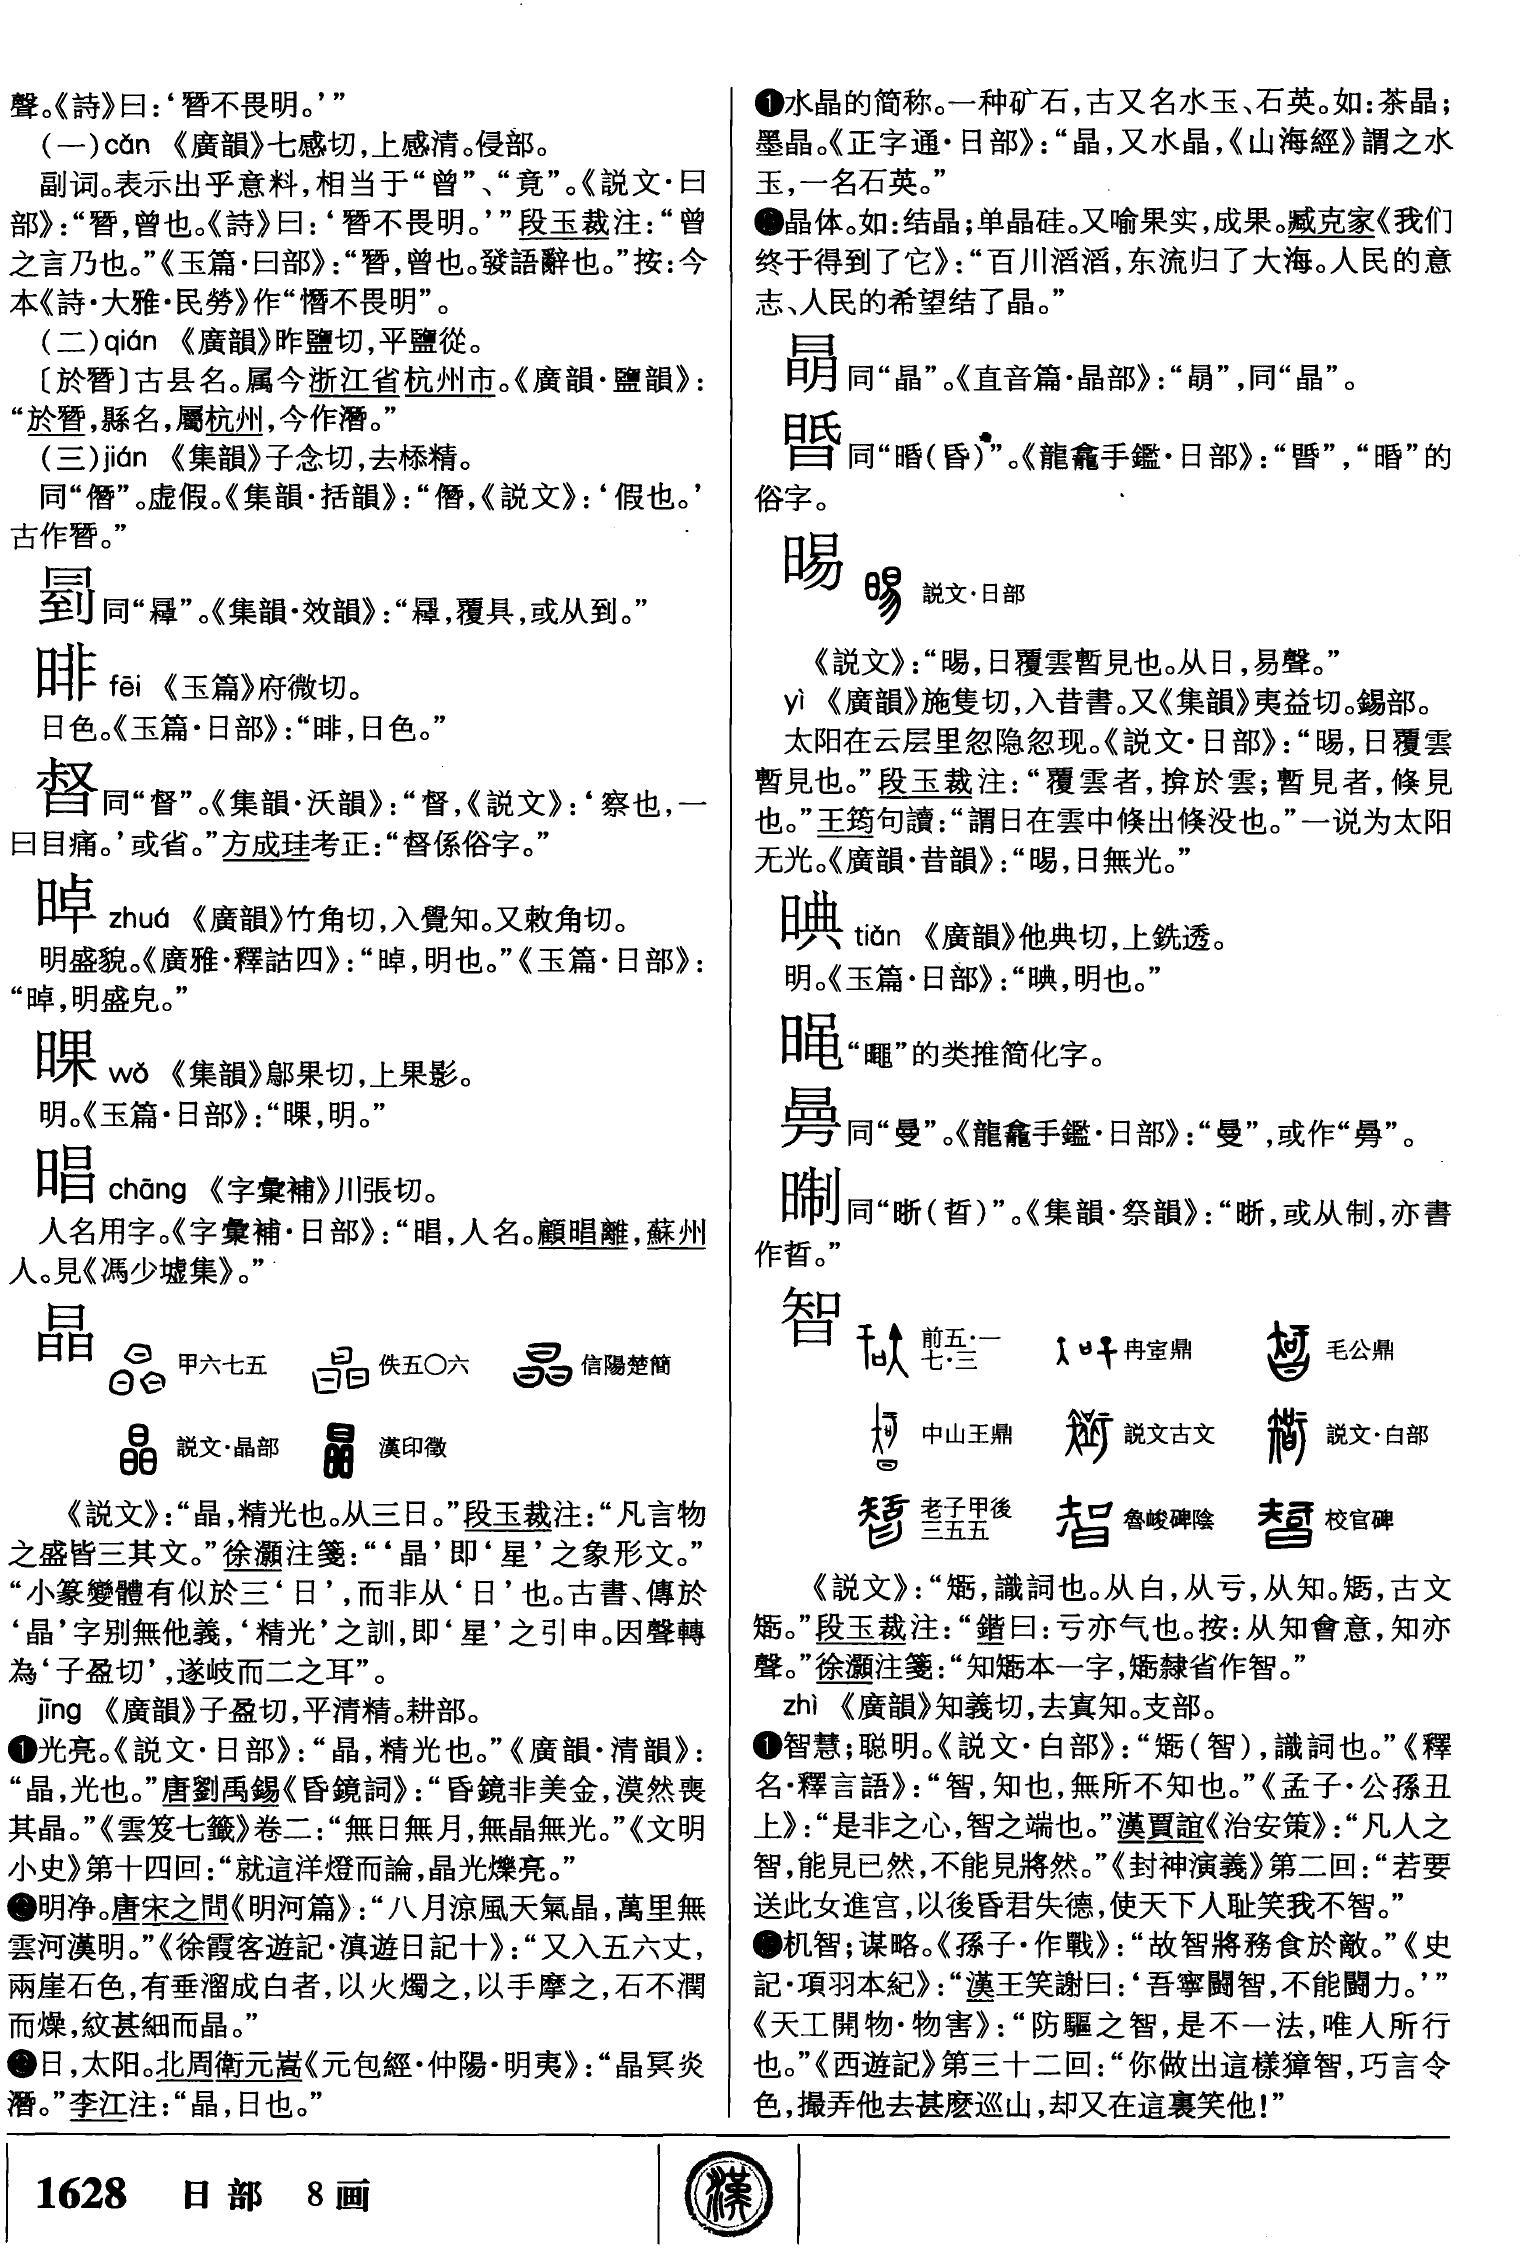 聲。《詩》曰：‘朁不畏明。’”
(一)cǎn 《廣韻》七感切，上感清。侵部。
副词。表示出乎意料，相当于“曾”、“竟”。《説文·曰
部》：“朁，曾也。《詩》曰：‘朁不畏明。’”段玉裁注：“曾
之言乃也。”《玉篇·曰部》：“朁，曾也。發語辭也。”按：今
本《詩·大雅·民勞》作“憯不畏明”。
(二)qián 《廣韻》昨鹽切，平鹽從。
〔於朁〕古县名。属今浙江省杭州市。《廣韻·鹽韻》：
“於朁，縣名，屬杭州，今作潛。”
(三)jián 《集韻》子念切，去㮇精。
同“僭”。虚假。《集韻·括韻》：“僭，《説文》：‘假也。’
古作朁。”
同“”。《集韻·效韻》：“，覆具，或从到。”
暃 fēi 《玉篇》府微切。
日色。《玉篇·日部》：“暃，日色。”
同“督”。《集韻·沃韻》：“督，《説文》：‘察也，一
曰目痛。’或省。”方成珪考正：“督係俗字。”
晫 zhuó 《廣韻》竹角切，入覺知。又敕角切。
明盛貌。《廣雅·釋詁四》：“晫，明也。”《玉篇·日部》：
“晫，明盛皃。”
婐 wǒ 《集韻》鄔果切，上果影。
明。《玉篇·日部》：“，明。”
chāng 《字彙補》川張切。
人名用字。《字彙補·日部》：“，人名。顧離，蘇州
人。見《馮少墟集》。”
晶 甲六七五 佚五〇六 信陽楚簡
説文·晶部 漢印徵
《説文》：“晶，精光也。从三日。”段玉裁注：“凡言物
之盛皆三其文。”徐灝注箋：“‘晶’即‘星’之象形文。”
“小篆變體有似於三‘日’，而非从‘日’也。古書、傳於
‘晶’字别無他義，‘精光’之訓，即‘星’之引申。因聲轉
為‘子盈切’，遂岐而二之耳”。
jīng 《廣韻》子盈切，平清精。耕部。
❶光亮。《説文·日部》：“晶，精光也。”《廣韻·清韻》：
“晶，光也。”唐劉禹錫《昏鏡詞》：“昏鏡非美金，漠然喪
其晶。”《雲笈七籤》卷二：“無日無月，無晶無光。”《文明
小史》第十四回：“就這洋燈而論，晶光爍亮。”
❷明净。唐宋之問《明河篇》：“八月涼風天氣晶，萬里無
雲河漢明。”《徐霞客遊記·滇遊日記十》：“又入五六丈，
兩崖石色，有垂溜成白者，以火燭之，以手摩之，石不潤
而燥，紋甚細而晶。”
❸日，太阳。北周衛元嵩《元包經·仲陽·明夷》：“晶冥炎
潛。”李江注：“晶，日也。”
❶水晶的简称。一种矿石，古又名水玉、石英。如：茶晶；
墨晶。《正字通·日部》：“晶，又水晶，《山海經》謂之水
玉，一名石英。”
晶体。如：结晶；单晶硅。又喻果实，成果。臧克家《我们
终于得到了它》：“百川滔滔，东流归了大海。人民的意
志、人民的希望结了晶。”
朤同“晶”。《直音篇·晶部》：“”，同“晶”。
同“㬰(昏)”。《龍龕手鑑·日部》：“”，“”的
俗字。
晹 説文·日部
《説文》：“晹，日覆雲暫見也。从日，易聲。”
yì 《廣韻》施隻切，入昔書。又《集韻》夷益切。錫部。
太阳在云层里忽隐忽现。《説文·日部》：“晹，日覆雲
暫見也。”段玉裁注：“覆雲者，揜於雲；暫見者，倏見
也。”王筠句讀：“謂日在雲中倏出倏没也。”一说为太阳
无光。《廣韻·昔韻》：“晹，日無光。”
晪 tiǎn 《廣韻》他典切，上銑透。
明。《玉篇·日部》：“晪，明也。”
“”的类推简化字。
同“曼”。《龍龕手鑑·日部》：“曼”，或作“”。
同“晣(晢)”。《集韻·祭韻》：“晣，或从制，亦書
作晢。”
智 前五·一七·三 冉𡧛鼎 毛公鼎
中山王鼎 説文古文 説文·白部
老子甲後三五五 魯峻碑陰 校官碑
《説文》：“𥏼，識詞也。从白，从亏，从知。，古文
𥏼。”段玉裁注：“鍇曰：亏亦气也。按：从知會意，知亦
聲。”徐灝注箋：“知𥏼本一字，𥏼隸省作智。”
zhì 《廣韻》知義切，去寘知。支部。
❶智慧；聪明。《説文·白部》：“𥏼(智)，識詞也。”《釋
名·釋言語》：“智，知也，無所不知也。”《孟子·公孫丑
上》：“是非之心，智之端也。”漢賈誼《治安策》：“凡人之
智，能見已然，不能見將然。”《封神演義》第二回：“若要
送此女進宫，以後昏君失德，使天下人耻笑我不智。”
机智；谋略。《孫子·作戰》：“故智將務食於敵。”《史
記·項羽本紀》：“漢王笑謝曰：‘吾寧鬭智，不能鬭力。’”
《天工開物·物害》：“防驅之智，是不一法，唯人所行
也。”《西遊記》第三十二回：“你做出這樣獐智，巧言令
色，撮弄他去甚麽巡山，却又在這裏笑他！”
1628 日部 8画
漢